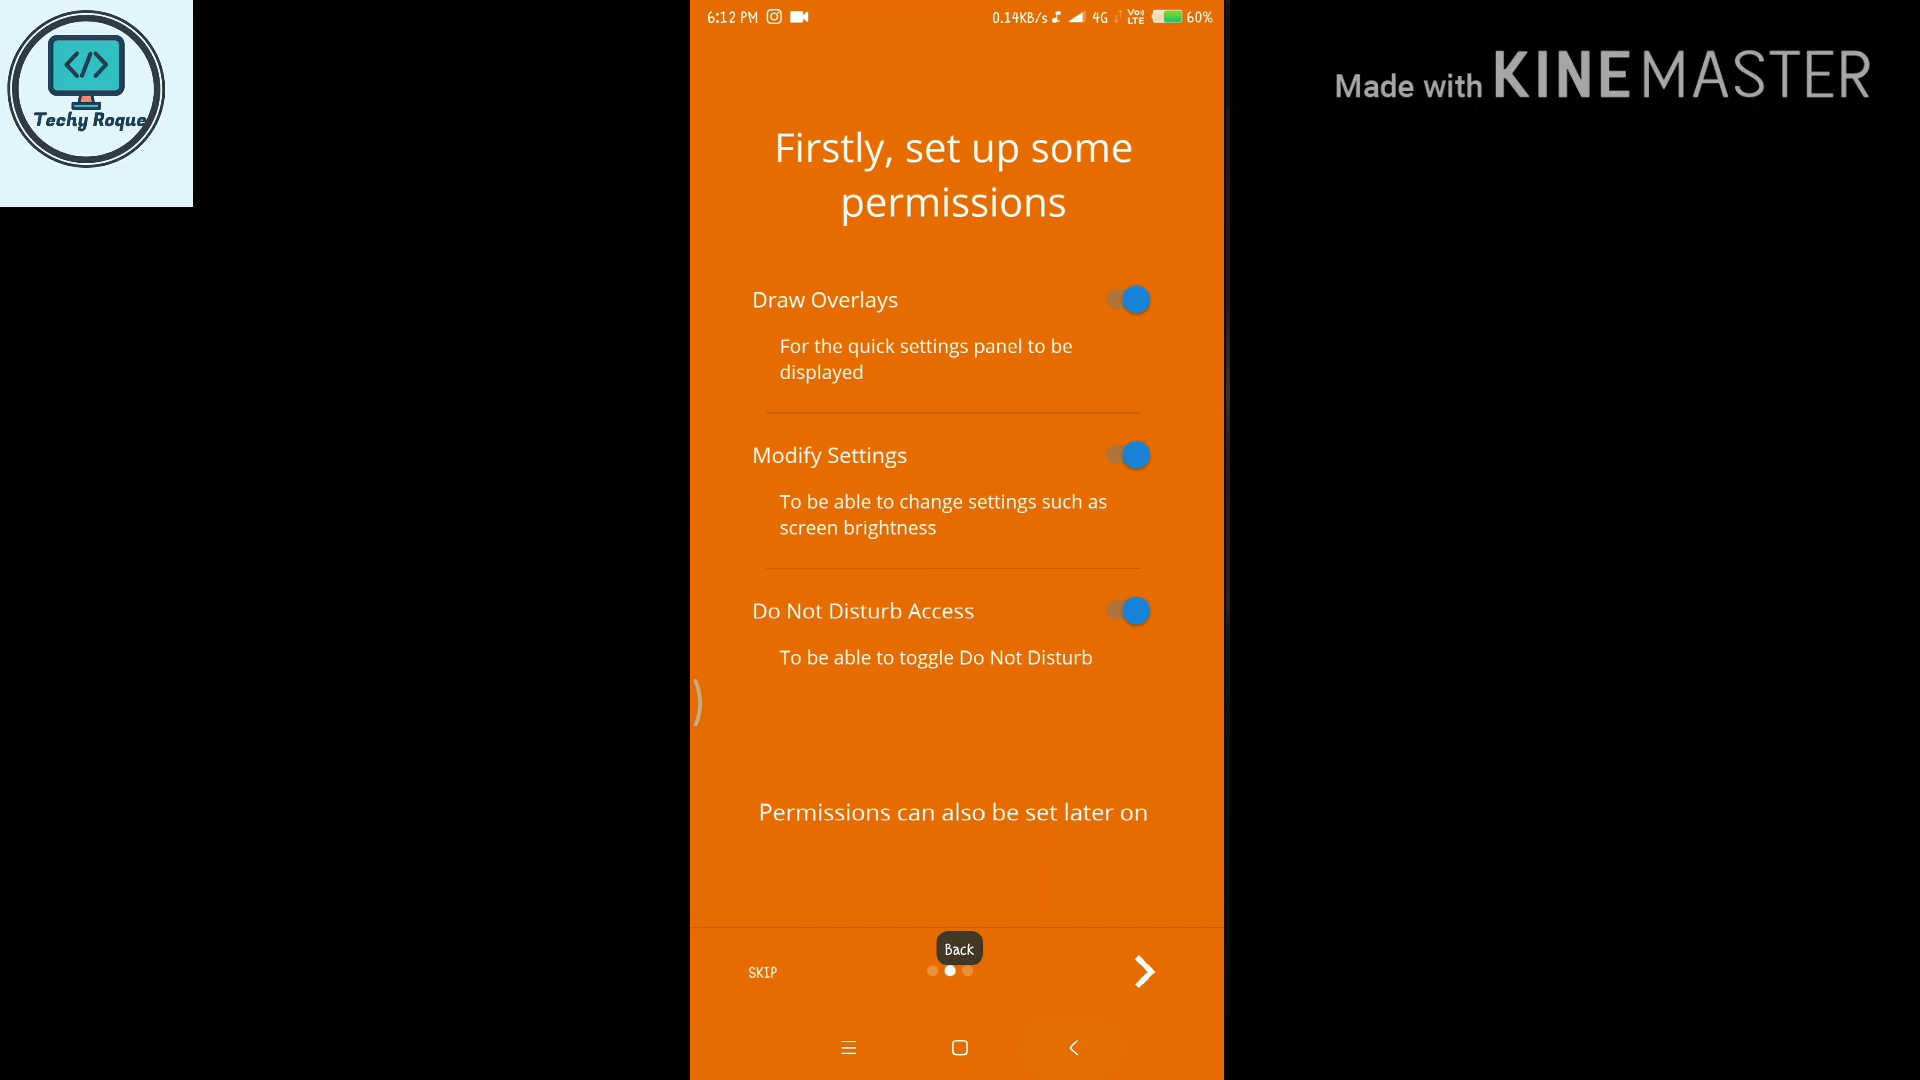 Techy Roque
6:12 PM
0.14KB/s 4G Vo) LTE 60%
Made with KINEMASTER
Firstly, set up some
permissions
Draw Overlays
For the quick settings panel to be
displayed
Modify Settings
To be able to change settings such as
screen brightness
Do Not Disturb Access
To be able to toggle Do Not Disturb
Permissions can also be set later on
Back
SKIP